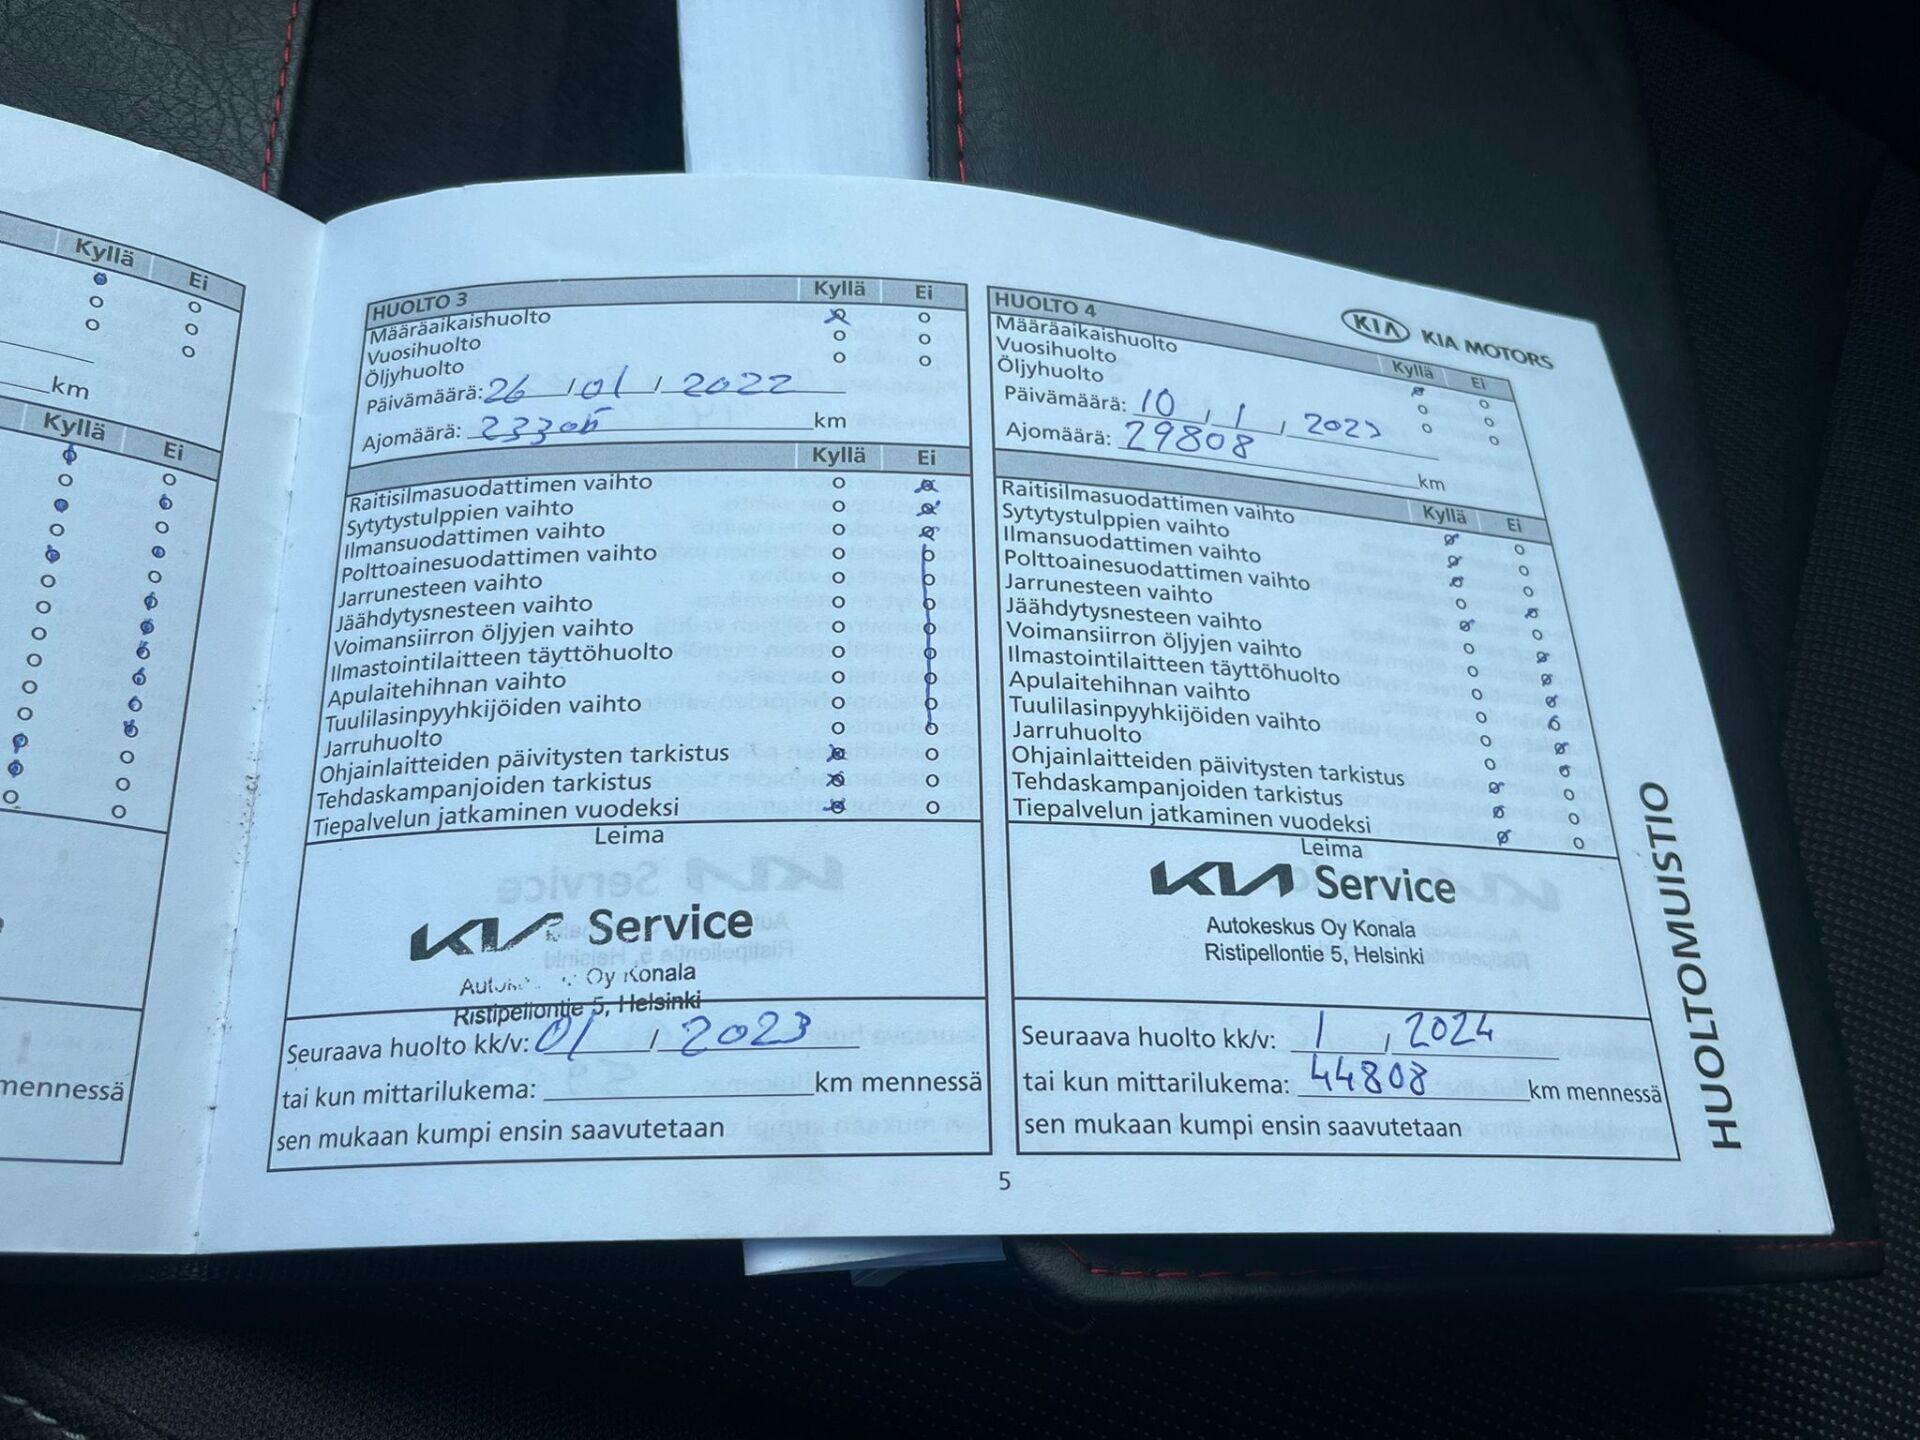 Kyllä Ei
km
Kyllä Ei
mennessä
HUOLTO 3 Kyllä Ei
Määräaikaishuolto
Vuosihuolto
Öljyhuolto
Päivämäärä: 26 / 01 / 2022
Ajomäärä: 23305 km
Kyllä Ei
Raitisilmasuodattimen vaihto
Sytytystulppien vaihto
Ilmansuodattimen vaihto
Polttoainesuodattimen vaihto
Jarrunesteen vaihto
Jäähdytysnesteen vaihto
Voimansiirron öljyjen vaihto
Ilmastointilaitteen täyttöhuolto
Apulaitehihnan vaihto
Tuulilasinpyyhkijöiden vaihto
Jarruhuolto
Ohjainlaitteiden päivitysten tarkistus
Tehdaskampanjoiden tarkistus
Tiepalvelun jatkaminen vuodeksi
Leima
KIA Service
Oy Konala
Ristipellontie 5, Helsinki
Seuraava huolto kk/v: 01 / 2023
tai kun mittarilukema: km mennessä
sen mukaan kumpi ensin saavutetaan
HUOLTO 4 Kyllä Ei
Määräaikaishuolto
Vuosihuolto
Öljyhuolto
Päivämäärä: 10 / 1 / 2023
Ajomäärä: 29808 km
Kyllä Ei
Raitisilmasuodattimen vaihto
Sytytystulppien vaihto
Ilmansuodattimen vaihto
Polttoainesuodattimen vaihto
Jarrunesteen vaihto
Jäähdytysnesteen vaihto
Voimansiirron öljyjen vaihto
Ilmastointilaitteen täyttöhuolto
Apulaitehihnan vaihto
Tuulilasinpyyhkijöiden vaihto
Jarruhuolto
Ohjainlaitteiden päivitysten tarkistus
Tehdaskampanjoiden tarkistus
Tiepalvelun jatkaminen vuodeksi
Leima
KIA Service
Autokeskus Oy Konala
Ristipellontie 5, Helsinki
Seuraava huolto kk/v: 1 / 2024
tai kun mittarilukema: 44808 km mennessä
sen mukaan kumpi ensin saavutetaan
KIA KIA MOTORS
HUOLTOMUISTIO
5